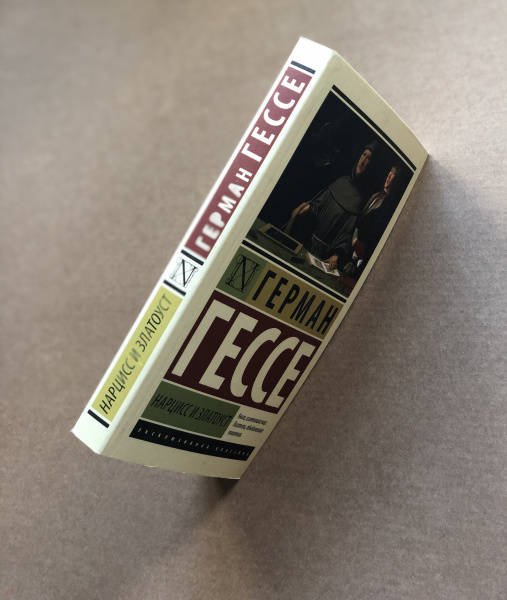 ГЕРМАН ГЕССЕ
НАРЦИСС И ЗЛАТОУСТ
ГЕРМАН
ГЕССЕ
НАРЦИСС И ЗЛАТОУСТ
ЭКСКЛЮЗИВНАЯ КЛАССИКА